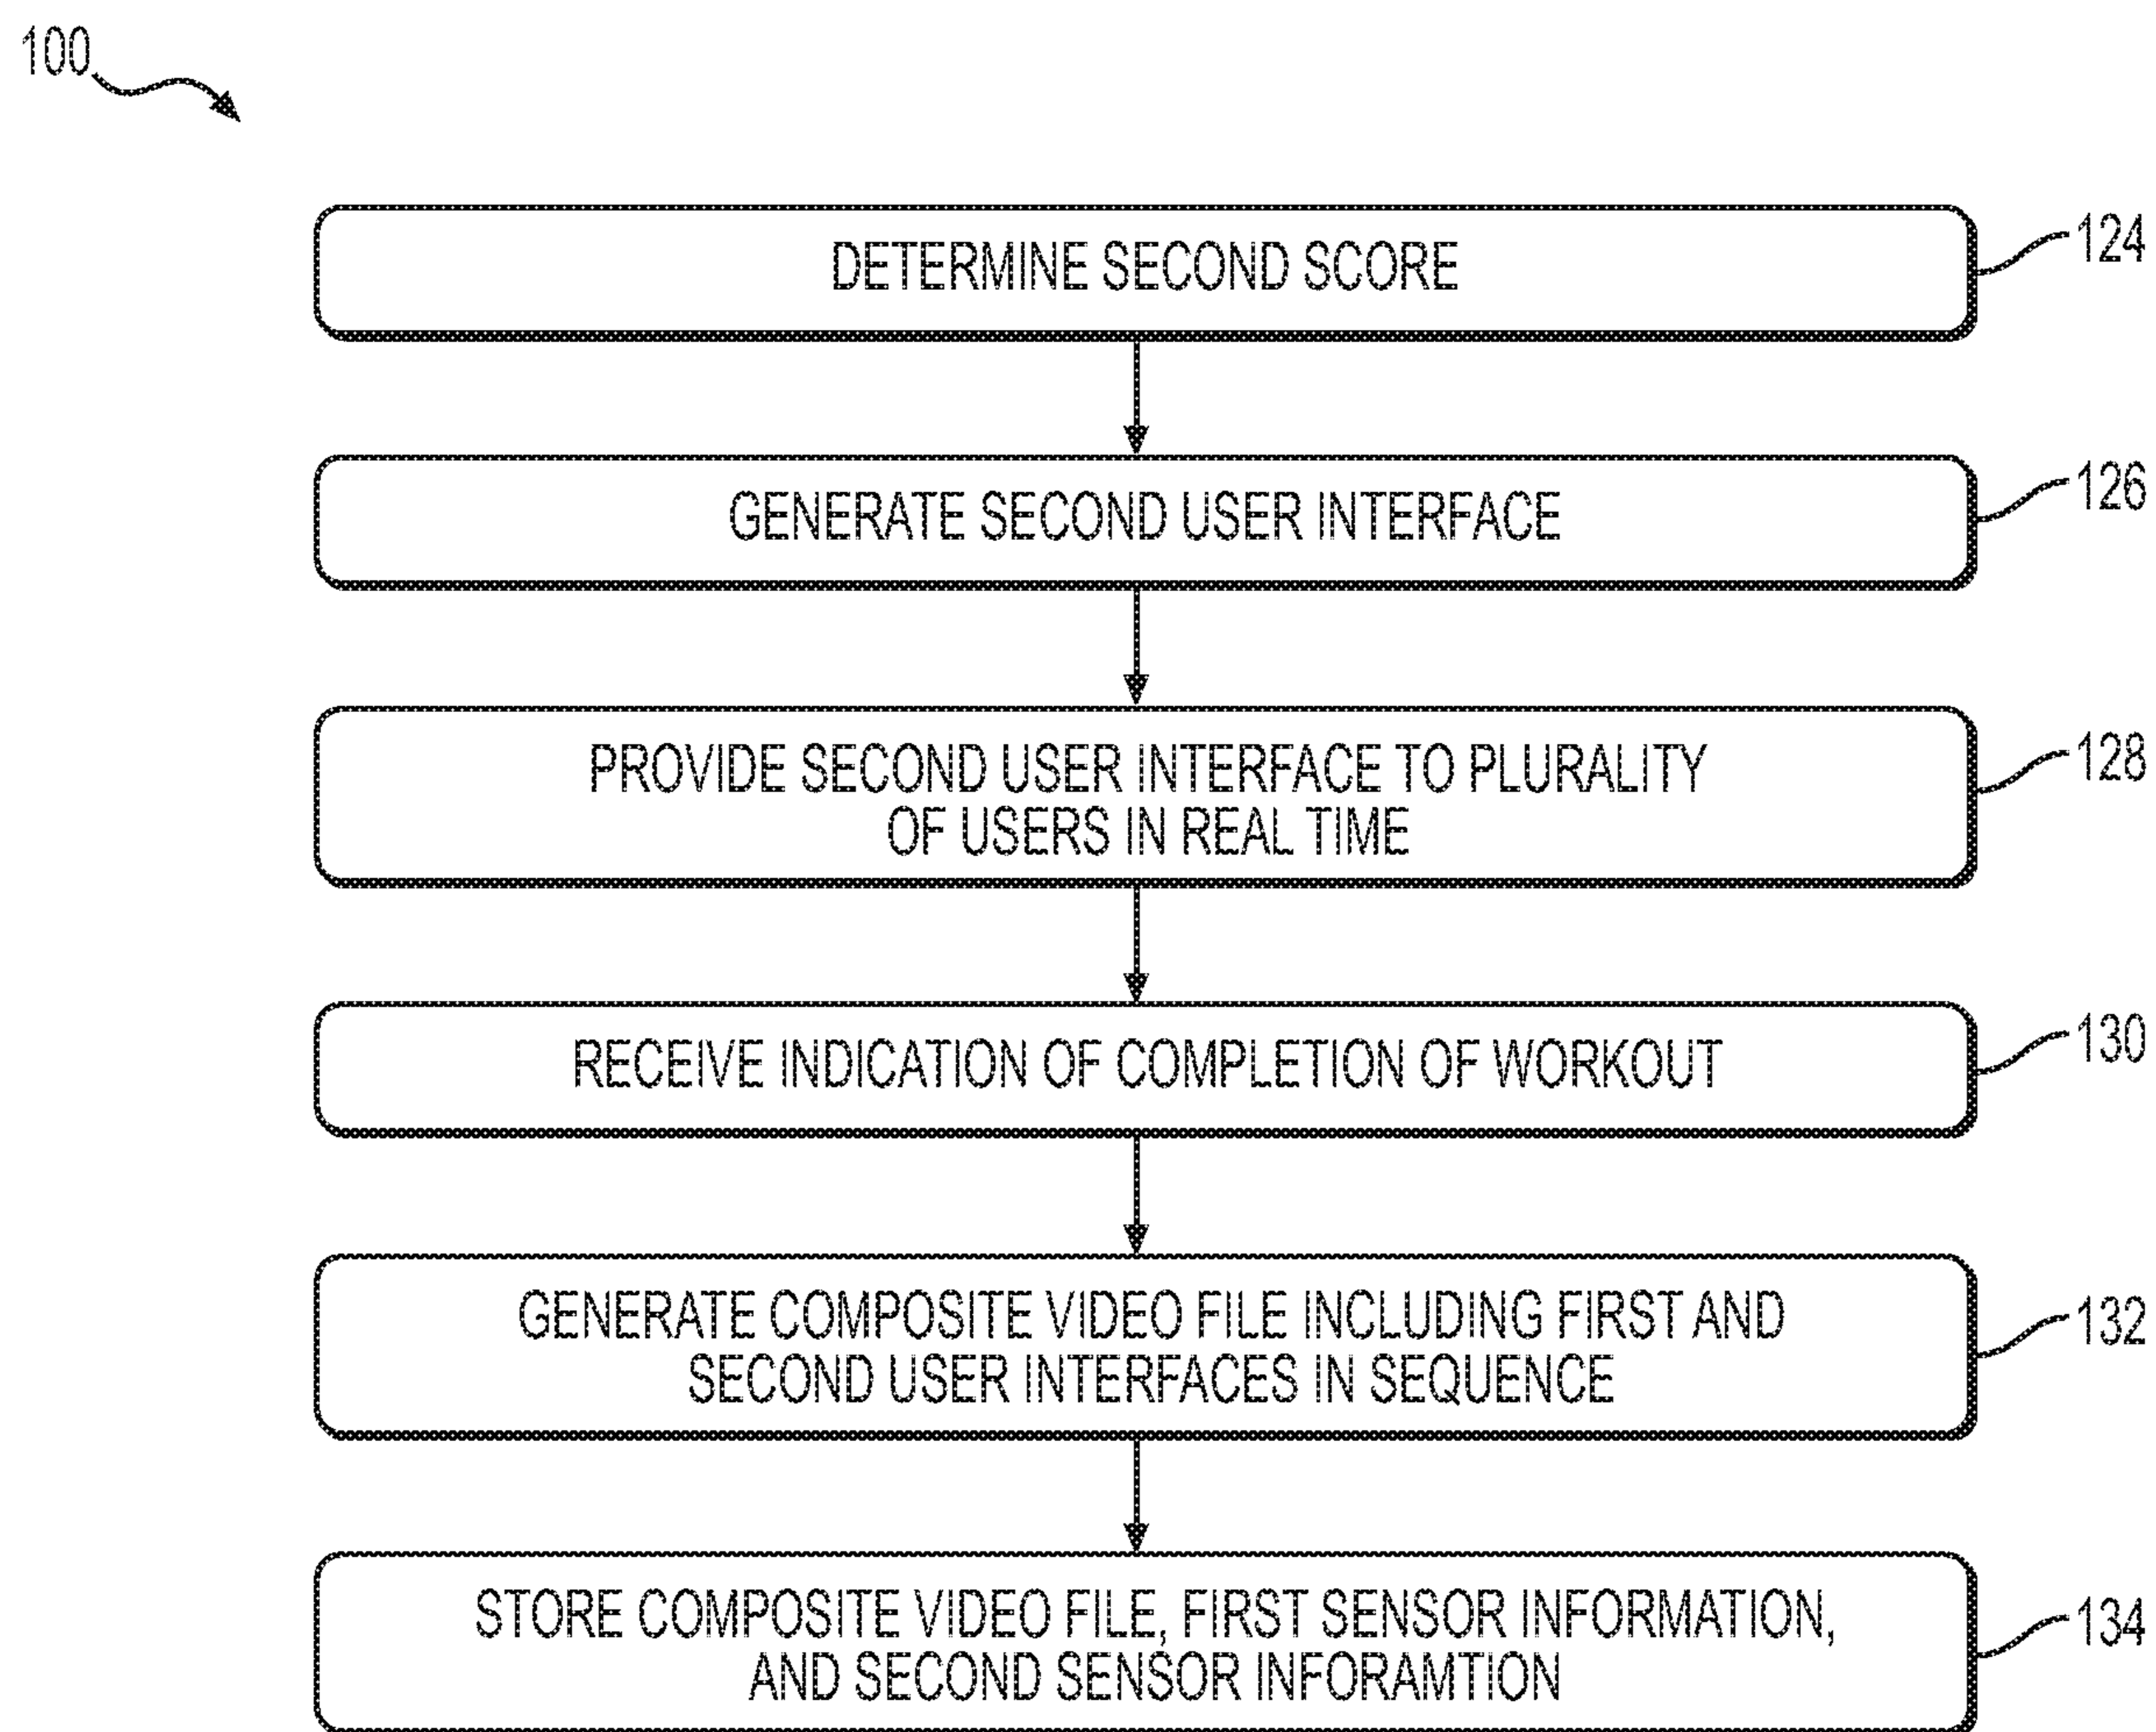 100
DETERMINE SECOND SCORE
124
GENERATE SECOND USER INTERFACE
126
PROVIDE SECOND USER INTERFACE TO PLURALITY
OF USERS IN REAL TIME
128
RECEIVE INDICATION OF COMPLETION OF WORKOUT
130
GENERATE COMPOSITE VIDEO FILE INCLUDING FIRST AND
SECOND USER INTERFACES IN SEQUENCE
132
STORE COMPOSITE VIDEO FILE, FIRST SENSOR INFORMATION,
AND SECOND SENSOR INFORAMTION
134